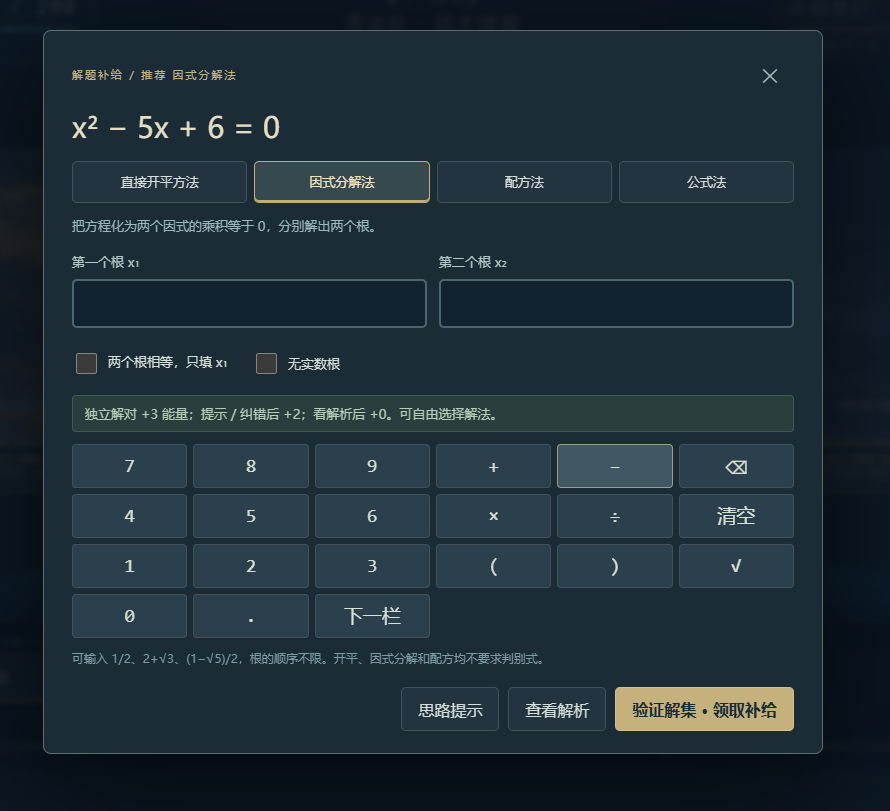 解题补给 / 推荐 因式分解法
x² − 5x + 6 = 0
直接开平方法 因式分解法 配方法 公式法
把方程化为两个因式的乘积等于 0，分别解出两个根。
第一个根 x₁ 第二个根 x₂
两个根相等，只填 x₁ 无实数根
独立解对 +3 能量；提示 / 纠错后 +2；看解析后 +0。可自由选择解法。
7 8 9 + − ⌫
4 5 6 × ÷ 清空
1 2 3 ( ) √
0 . 下一栏
可输入 1/2、2+√3、(1−√5)/2，根的顺序不限。开平、因式分解和配方均不要求判别式。
思路提示 查看解析 验证解集 • 领取补给